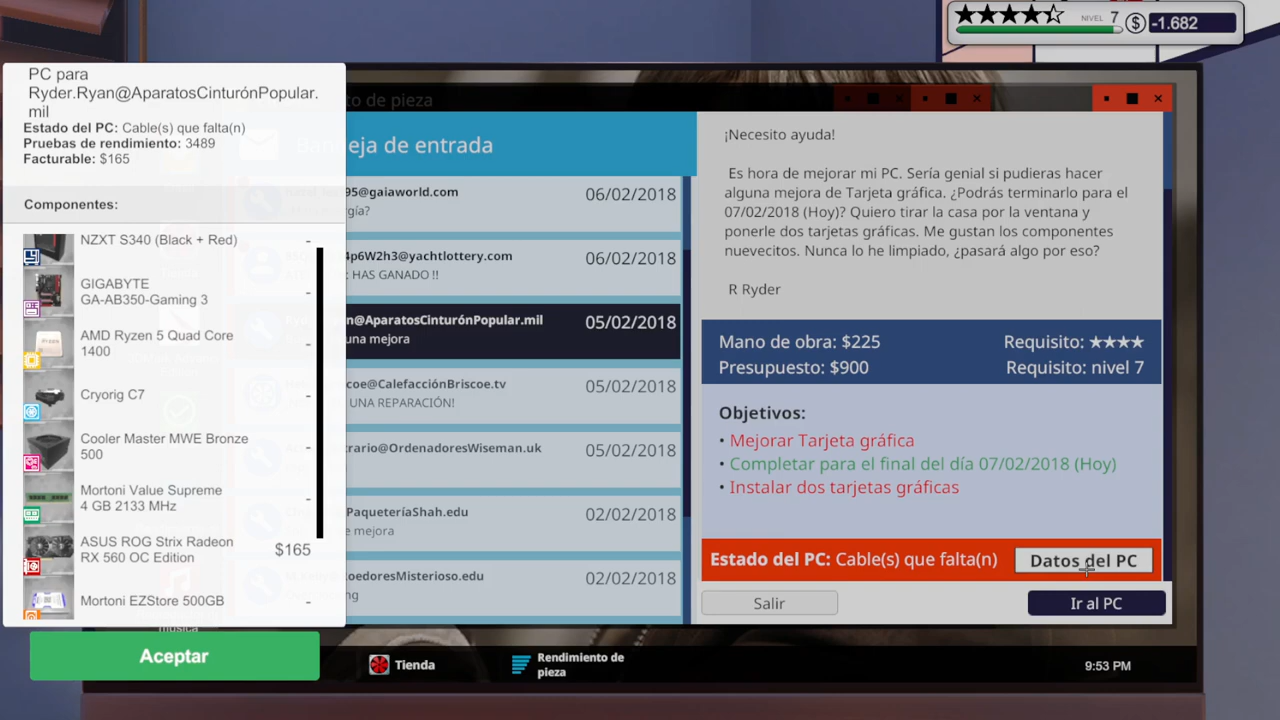 NIVEL 7
$ -1.682
PC para
Ryder.Ryan@AparatosCinturónPopular.
mil
Estado del PC: Cable(s) que falta(n)
Pruebas de rendimiento: 3489
Facturable: $165
Componentes:
NZXT S340 (Black + Red) -
GIGABYTE
GA-AB350-Gaming 3 -
AMD Ryzen 5 Quad Core
1400 -
Cryorig C7 -
Cooler Master MWE Bronze
500 -
Mortoni Value Supreme
4 GB 2133 MHz -
ASUS ROG Strix Radeon
RX 560 OC Edition $165
Mortoni EZStore 500GB -
Aceptar
to de pieza
eja de entrada
95@gaiaworld.com 06/02/2018
4p6W2h3@yachtlottery.com 06/02/2018
HAS GANADO !!
n@AparatosCinturónPopular.mil 05/02/2018
una mejora
coe@CalefacciónBriscoe.tv 05/02/2018
UNA REPARACIÓN!
trario@OrdenadoresWiseman.uk 05/02/2018
PaqueteríaShah.edu 02/02/2018
e mejora
oedoresMisterioso.edu 02/02/2018
¡Necesito ayuda!
Es hora de mejorar mi PC. Sería genial si pudieras hacer
alguna mejora de Tarjeta gráfica. ¿Podrás terminarlo para el
07/02/2018 (Hoy)? Quiero tirar la casa por la ventana y
ponerle dos tarjetas gráficas. Me gustan los componentes
nuevecitos. Nunca lo he limpiado, ¿pasará algo por eso?
R Ryder
Mano de obra: $225 Requisito: ★★★★
Presupuesto: $900 Requisito: nivel 7
Objetivos:
• Mejorar Tarjeta gráfica
• Completar para el final del día 07/02/2018 (Hoy)
• Instalar dos tarjetas gráficas
Estado del PC: Cable(s) que falta(n) Datos del PC
Salir Ir al PC
música
Tienda
Rendimiento de
pieza
9:53 PM